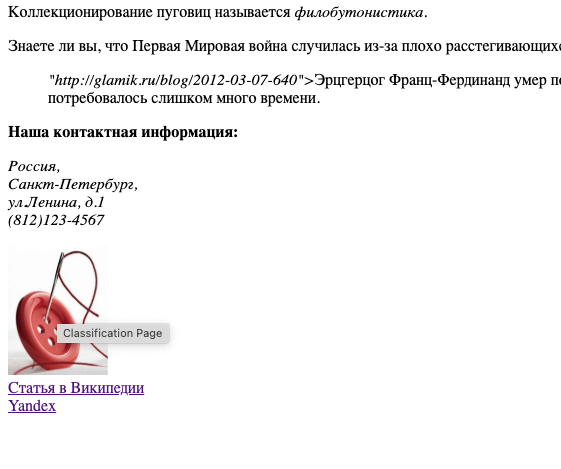 Коллекционирование пуговиц называется филобутонистика.
Знаете ли вы, что Первая Мировая война случилась из-за плохо расстегивающихс
"http://glamik.ru/blog/2012-03-07-640">Эрцгерцог Франц-Фердинанд умер п
потребовалось слишком много времени.
Наша контактная информация:
Россия,
Санкт-Петербург,
ул.Ленина, д.1
(812)123-4567
Classification Page
Статья в Википедии
Yandex